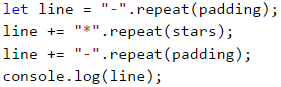 let line = "-".repeat(padding);
line += "*".repeat(stars);
line += "-".repeat(padding);
console.log(line);